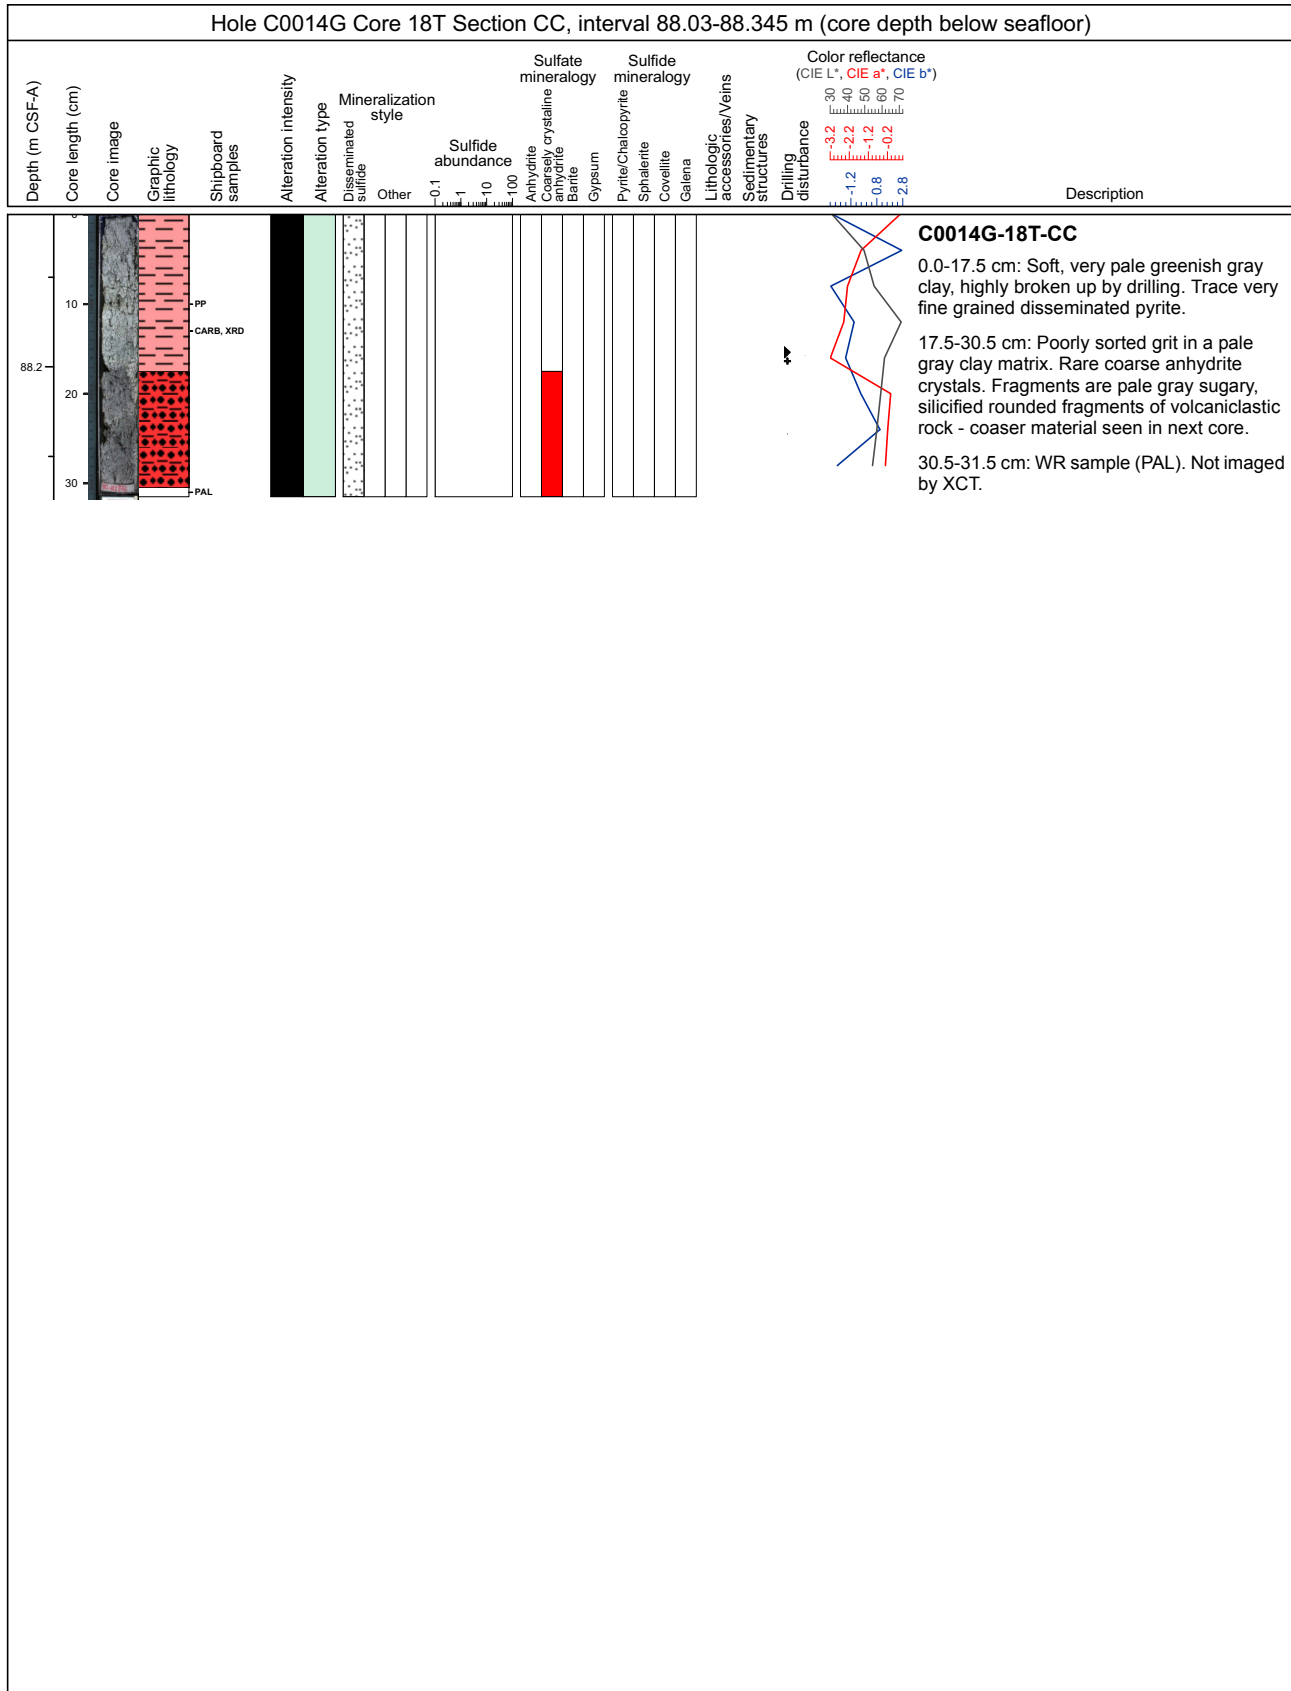 Hole C0014G Core 18T Section CC, interval 88.03-88.345 m (core depth below seafloor)
Depth (m CSF-A)
Core length (cm)
Core image
Graphic
lithology
Shipboard
samples
Alteration intensity
Alteration type
Mineralization
style
Disseminated
sulfide
Other
Sulfide
abundance
0.1
1
10
100
Sulfate
mineralogy
Anhydrite
Coarsely crystaline
anhydrite
Barite
Gypsum
Sulfide
mineralogy
Pyrite/Chalcopyrite
Sphalerite
Covellite
Galena
Lithologic
accessories/Veins
Sedimentary
structures
Drilling
disturbance
Color reflectance
(CIE L*, CIE a*, CIE b*)
30
40
50
60
70
-3.2
-2.2
-1.2
-0.2
-1.2
0.8
2.8
Description
88.2
0
10
20
30
PP
CARB, XRD
PAL
C0014G-18T-CC
0.0-17.5 cm: Soft, very pale greenish gray
clay, highly broken up by drilling. Trace very
fine grained disseminated pyrite.
17.5-30.5 cm: Poorly sorted grit in a pale
gray clay matrix. Rare coarse anhydrite
crystals. Fragments are pale gray sugary,
silicified rounded fragments of volcaniclastic
rock - coaser material seen in next core.
30.5-31.5 cm: WR sample (PAL). Not imaged
by XCT.